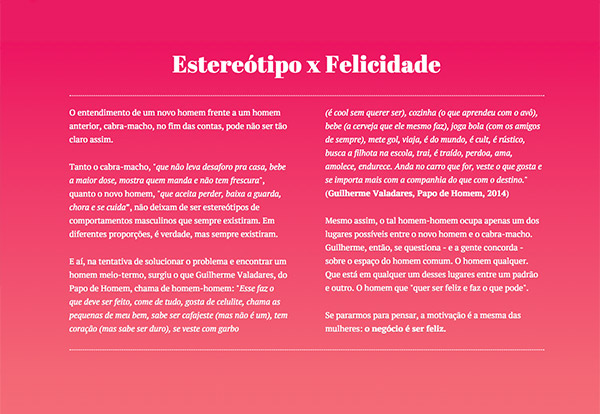 Estereótipo x Felicidade
O entendimento de um novo homem frente a um homem
anterior, cabra-macho, no fim das contas, pode não ser tão
claro assim.
Tanto o cabra-macho, "que não leva desaforo pra casa, bebe
a maior dose, mostra quem manda e não tem frescura",
quanto o novo homem, "que aceita perder, baixa a guarda,
chora e se cuida", não deixam de ser estereótipos de
comportamentos masculinos que sempre existiram. Em
diferentes proporções, é verdade, mas sempre existiram.
E aí, na tentativa de solucionar o problema e encontrar um
homem meio-termo, surgiu o que Guilherme Valadares, do
Papo de Homem, chama de homem-homem: "Esse faz o
que deve ser feito, come de tudo, gosta de celulite, chama as
pequenas de meu bem, sabe ser cafajeste (mas não é um), tem
coração (mas sabe ser duro), se veste com garbo
(é cool sem querer ser), cozinha (o que aprendeu com o avô),
bebe (a cerveja que ele mesmo faz), joga bola (com os amigos
de sempre), mete gol, viaja, é do mundo, é cult, é rústico,
busca a filhota na escola, trai, é traído, perdoa, ama,
amolece, endurece. Anda no carro que for, veste o que gosta e
se importa mais com a companhia do que com o destino."
(Guilherme Valadares, Papo de Homem, 2014)
Mesmo assim, o tal homem-homem ocupa apenas um dos
lugares possíveis entre o novo homem e o cabra-macho.
Guilherme, então, se questiona - e a gente concorda -
sobre o espaço do homem comum. O homem qualquer.
Que está em qualquer um desses lugares entre um padrão
e outro. O homem que "quer ser feliz e faz o que pode".
Se pararmos para pensar, a motivação é a mesma das
mulheres: o negócio é ser feliz.